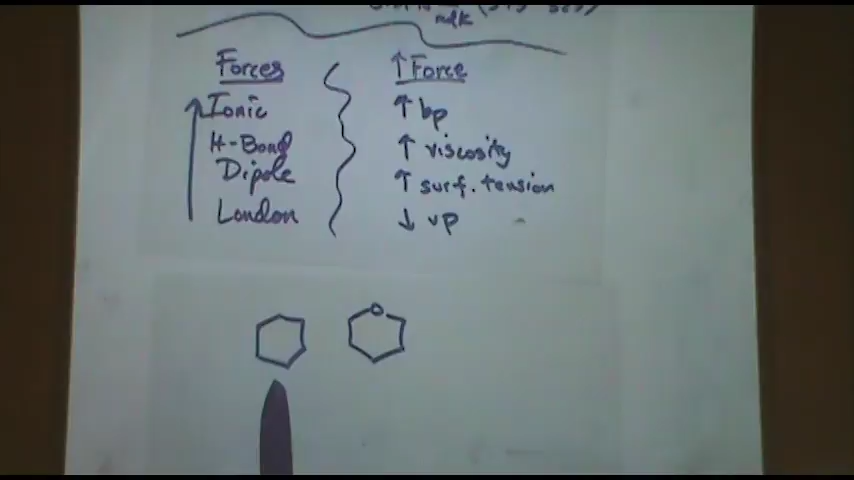 Forces
↑Ionic
H-Bond
Dipole
London
↑Force
↑ bp
↑ viscosity
↑ surf. tension
↓ vp
O